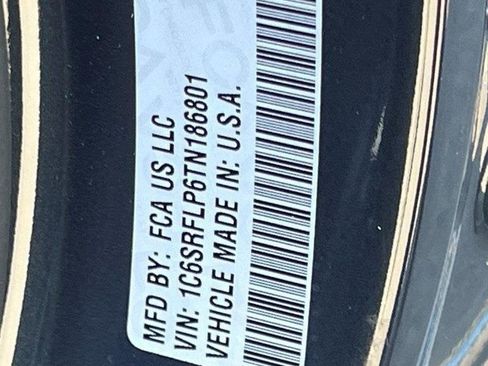 MFD BY: FCA US LLC
VIN: 1C6SRFLP6TN186801
VEHICLE MADE IN: U.S.A.